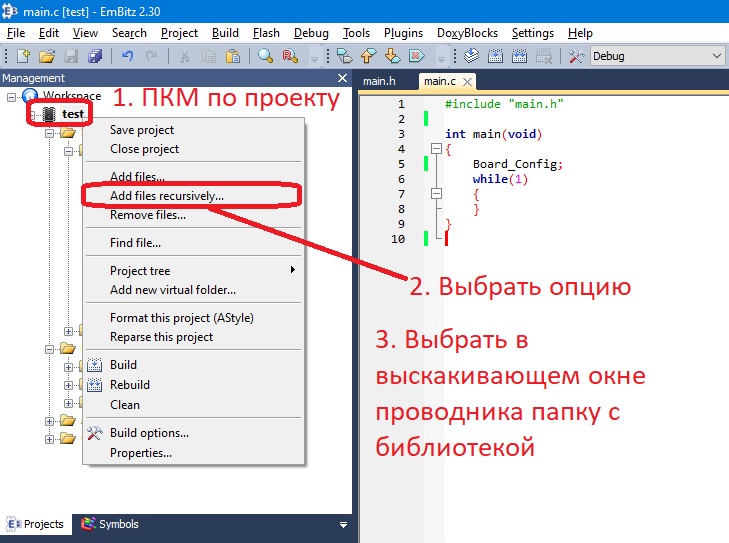 main.c [test] - EmBitz 2.30
File Edit View Search Project Build Flash Debug Tools Plugins DoxyBlocks Settings Help
Debug
Management
main.h main.c
Workspace
1. ПКМ по проекту
test
Save project
Close project
Add files...
Add files recursively...
Remove files...
Find file...
Project tree
Add new virtual folder...
Format this project (AStyle)
Reparse this project
Build
Rebuild
Clean
Build options...
Properties...
1 #include "main.h"
2
3 int main(void)
4 {
5 Board_Config;
6 while(1)
7 {
8 }
9 }
10
2. Выбрать опцию
3. Выбрать в
выскакивающем окне
проводника папку с
библиотекой
Projects Symbols